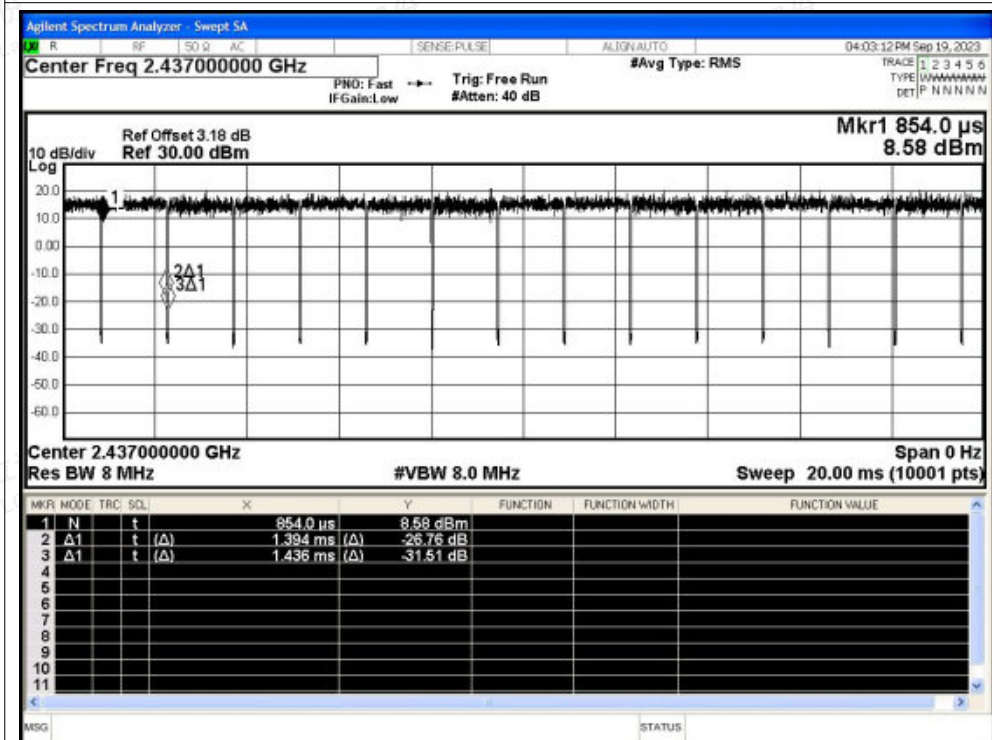 Agilent Spectrum Analyzer - Swept SA
LXI R RF 50 Ω AC SENSE:PULSE ALIGNAUTO 04:03:12 PM Sep 19, 2023
Center Freq 2.437000000 GHz #Avg Type: RMS TRACE 1 2 3 4 5 6
PNO: Fast Trig: Free Run TYPE WWWWWW
IFGain:Low #Atten: 40 dB DET P N N N N N
Ref Offset 3.18 dB Mkr1 854.0 µs
10 dB/div Ref 30.00 dBm 8.58 dBm
Log
20.0
1
10.0
0.00
-10.0
2Δ1
3Δ1
-20.0
-30.0
-40.0
-50.0
-60.0
Center 2.437000000 GHz Span 0 Hz
Res BW 8 MHz #VBW 8.0 MHz Sweep 20.00 ms (10001 pts)
MKR MODE TRC SCL X Y FUNCTION FUNCTION WIDTH FUNCTION VALUE
1 N t 854.0 µs 8.58 dBm
2 Δ1 t (Δ) 1.394 ms (Δ) -26.76 dB
3 Δ1 t (Δ) 1.436 ms (Δ) -31.51 dB
4
5
6
7
8
9
10
11
MSG STATUS